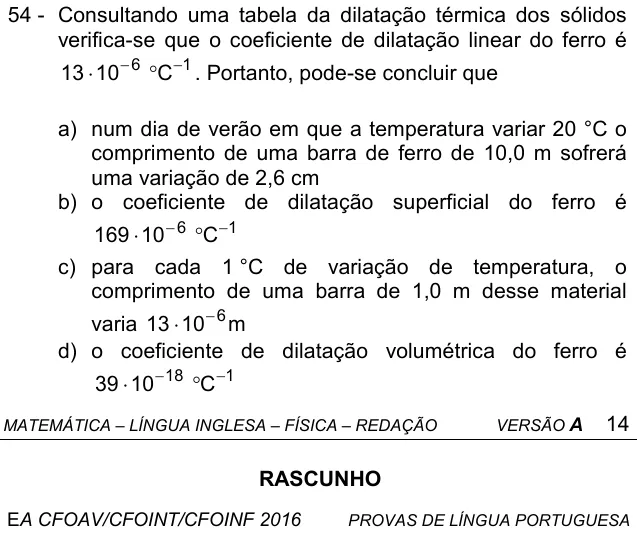 54 - Consultando uma tabela da dilatação térmica dos sólidos
verifica-se que o coeficiente de dilatação linear do ferro é
13 · 10⁻⁶ °C⁻¹. Portanto, pode-se concluir que
a) num dia de verão em que a temperatura variar 20 °C o
comprimento de uma barra de ferro de 10,0 m sofrerá
uma variação de 2,6 cm
b) o coeficiente de dilatação superficial do ferro é
169 · 10⁻⁶ °C⁻¹
c) para cada 1 °C de variação de temperatura, o
comprimento de uma barra de 1,0 m desse material
varia 13 · 10⁻⁶ m
d) o coeficiente de dilatação volumétrica do ferro é
39 · 10⁻¹⁸ °C⁻¹
MATEMÁTICA – LÍNGUA INGLESA – FÍSICA – REDAÇÃO VERSÃO A 14
RASCUNHO
EA CFOAV/CFOINT/CFOINF 2016 PROVAS DE LÍNGUA PORTUGUESA